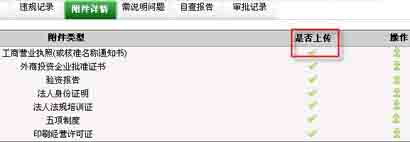 违规记录 附件详情 需说明问题 自查报告 审批记录
附件类型 是否上传 操作
工商营业执照(或核准名称通知书)
外商投资企业批准证书
验资报告
法人身份证明
法人法规培训证
五项制度
印刷经营许可证